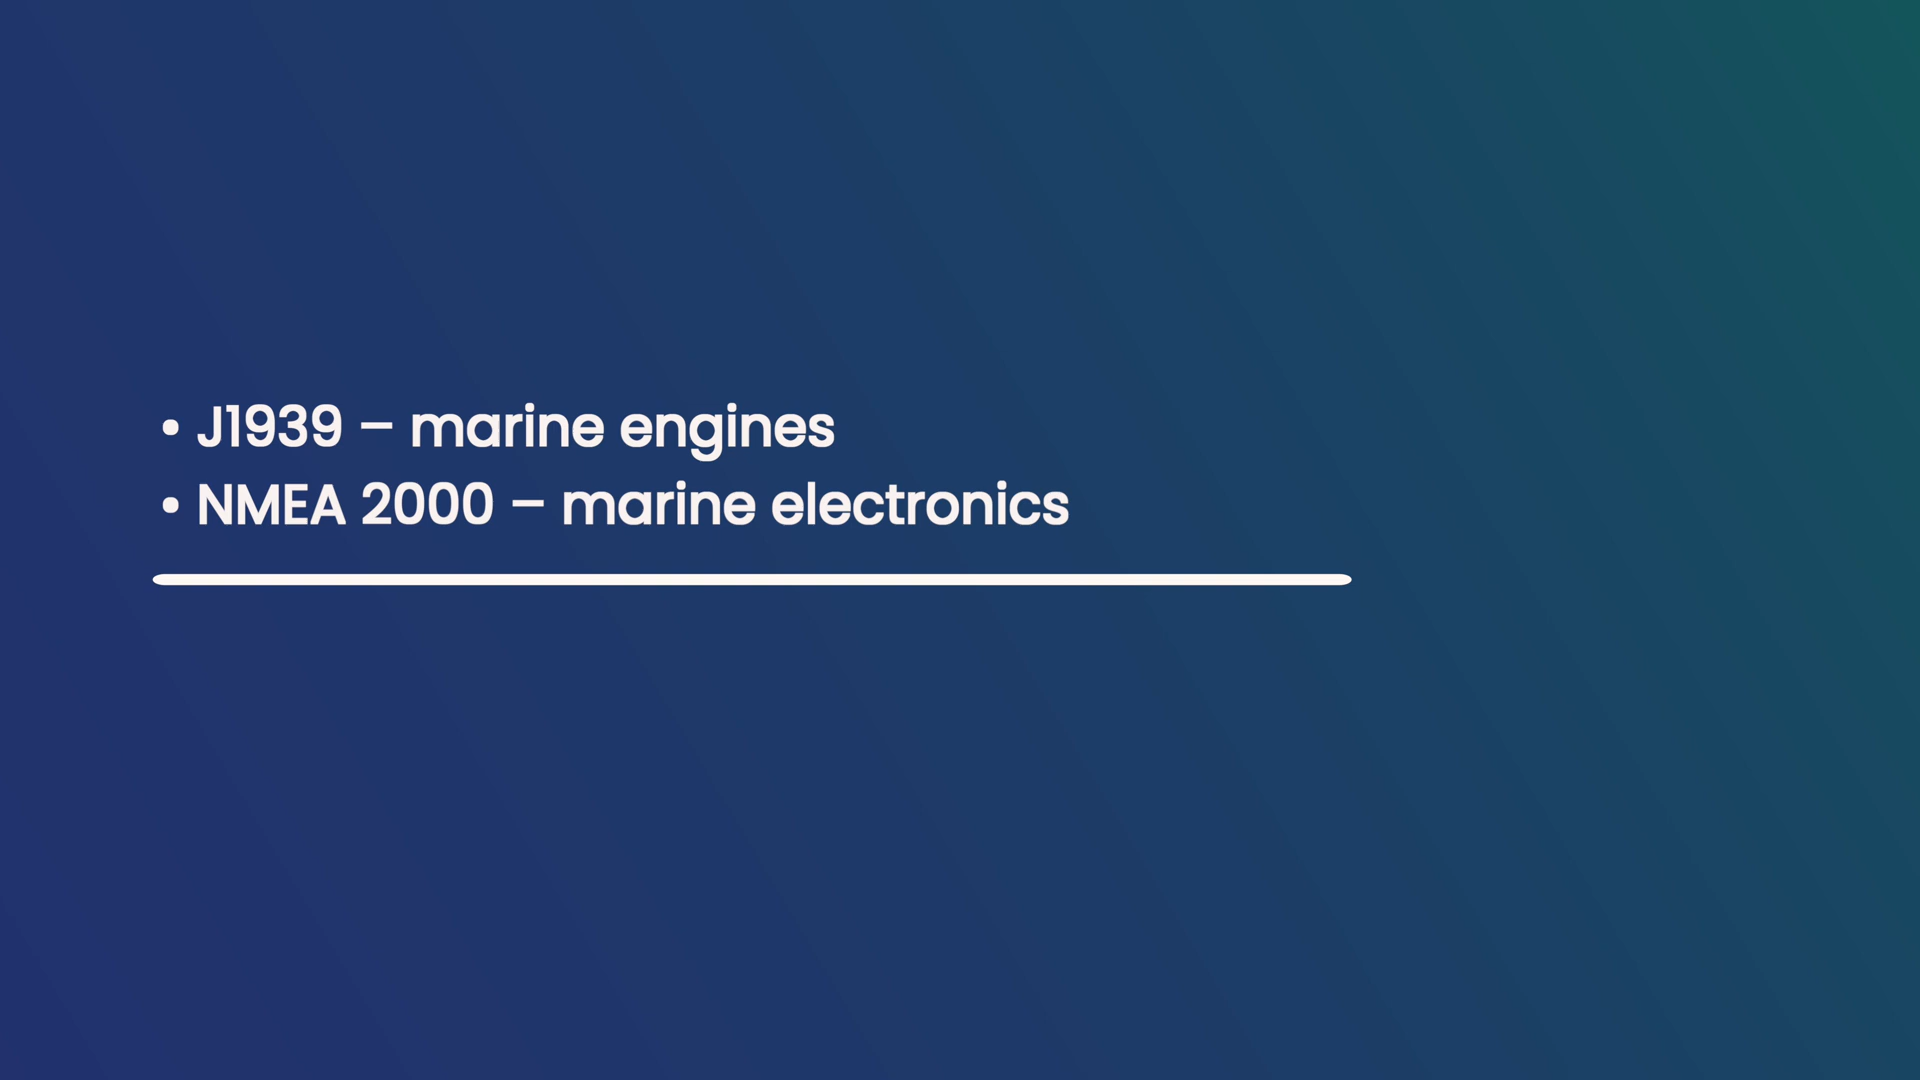 • J1939 – marine engines
• NMEA 2000 – marine electronics